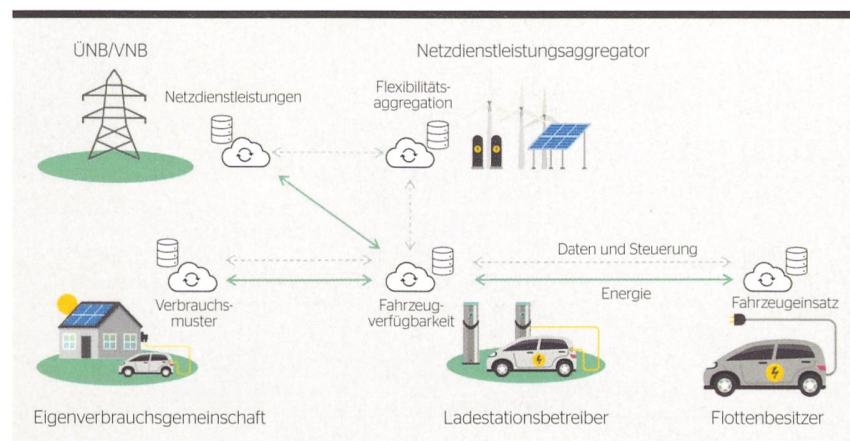 ÜNB/VNB
Netzdienstleistungsaggregator
Netzdienstleistungen
Flexibilitäts-
aggregation
Daten und Steuerung
Energie
Verbrauchs-
muster
Fahrzeug-
verfügbarkeit
Fahrzeugeinsatz
Eigenverbrauchsgemeinschaft
Ladestationsbetreiber
Flottenbesitzer